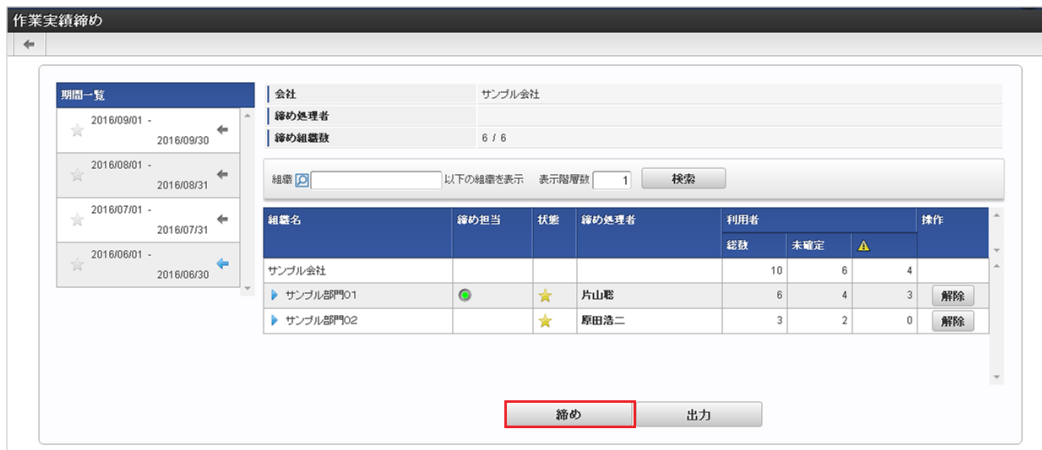 作業実績締め
期間一覧
2016/09/01 -
2016/09/30
2016/08/01 -
2016/08/31
2016/07/01 -
2016/07/31
2016/06/01 -
2016/06/30
会社 サンプル会社
締め処理者
締め組織数 6 / 6
組織 以下の組織を表示 表示階層数 1 検索
組織名 締め担当 状態 締め処理者 利用者 操作
総数 未確定
サンプル会社 10 6 4
サンプル部門01 片山聡 6 4 3 解除
サンプル部門02 原田浩二 3 2 0 解除
締め 出力